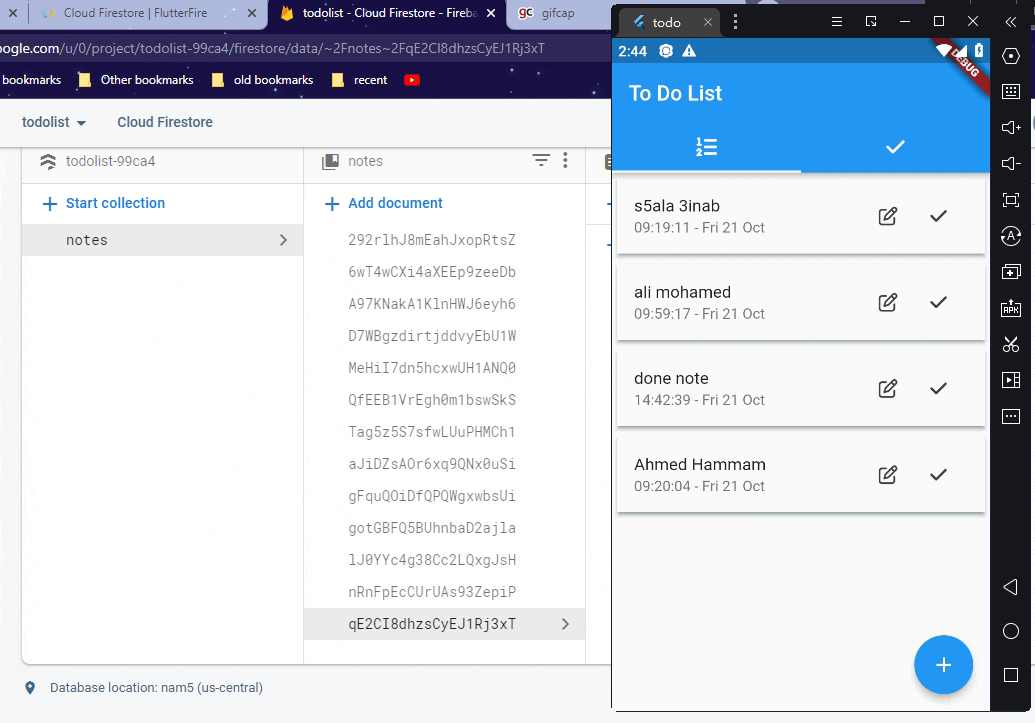 Cloud Firestore | FlutterFire
todolist - Cloud Firestore - Fireba
gifcap
oogle.com/u/0/project/todolist-99ca4/firestore/data/~2Fnotes~2FqE2CI8dhzsCyEJ1Rj3xT
bookmarks
Other bookmarks
old bookmarks
recent
todolist
Cloud Firestore
todolist-99ca4
notes
Start collection
Add document
notes
292rlhJ8mEahJxopRtsZ
6wT4wCXi4aXEEp9zeeDb
A97KNakA1KlnHWJ6eyh6
D7WBgzdirtjddvyEbU1W
MeHiI7dn5hcxwUH1ANQ0
QfEEB1VrEgh0m1bswSkS
Tag5z5S7sfwLUuPHMCh1
aJiDZsAOr6xq9QNx0uSi
gFquQOiDfQPQWgxwbsUi
gotGBFQ5BUhnbaD2ajla
lJ0YYc4g38Cc2LQxgJsH
nRnFpEcCUrUAs93ZepiP
qE2CI8dhzsCyEJ1Rj3xT
Database location: nam5 (us-central)
todo
2:44
DEBUG
To Do List
s5ala 3inab
09:19:11 - Fri 21 Oct
ali mohamed
09:59:17 - Fri 21 Oct
done note
14:42:39 - Fri 21 Oct
Ahmed Hammam
09:20:04 - Fri 21 Oct
APK